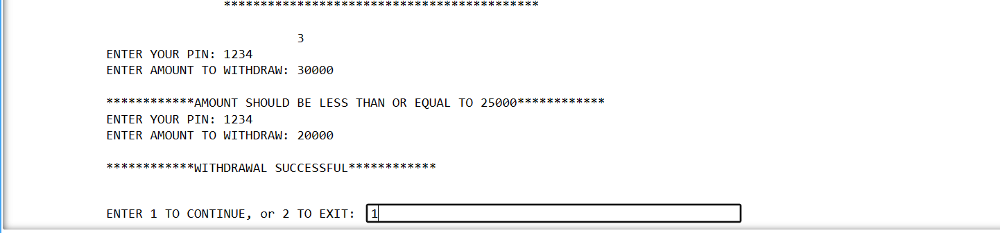 *******************************************
3
ENTER YOUR PIN: 1234
ENTER AMOUNT TO WITHDRAW: 30000
************AMOUNT SHOULD BE LESS THAN OR EQUAL TO 25000************
ENTER YOUR PIN: 1234
ENTER AMOUNT TO WITHDRAW: 20000
************WITHDRAWAL SUCCESSFUL************
ENTER 1 TO CONTINUE, or 2 TO EXIT: 1